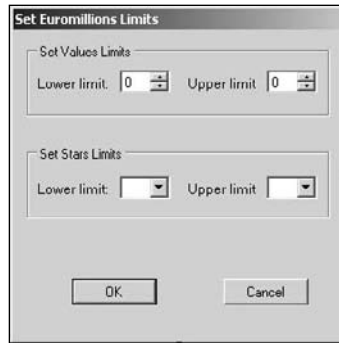 Set Euromillions Limits
Set Values Limits
Lower limit: 0 Upper limit 0
Set Stars Limits
Lower limit: Upper limit
OK Cancel